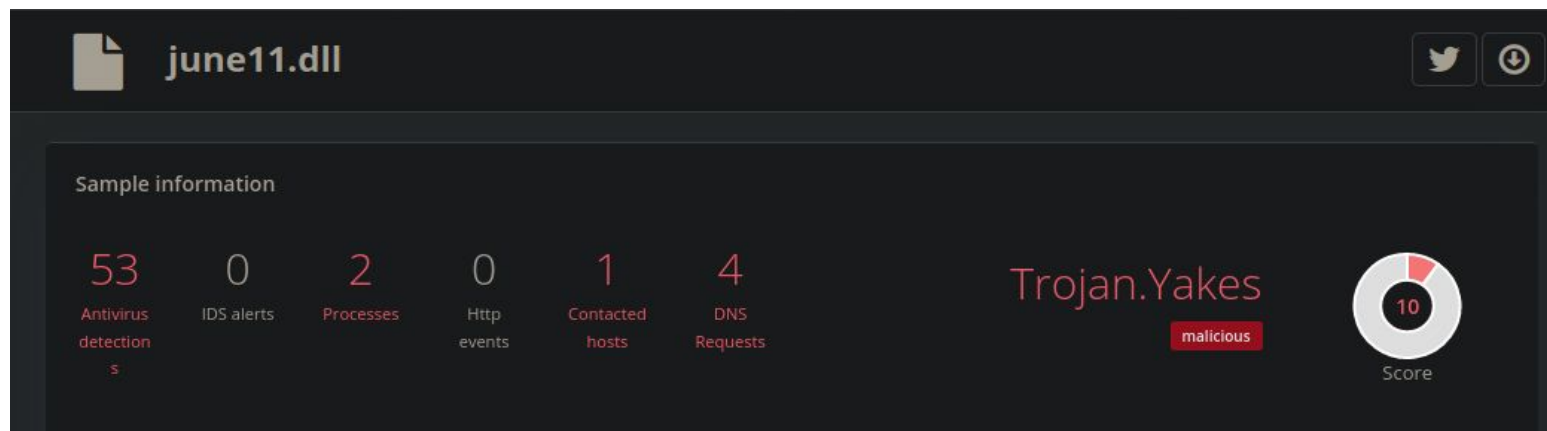 june11.dll
Sample information
53
Antivirus
detection
s
0
IDS alerts
2
Processes
0
Http
events
1
Contacted
hosts
4
DNS
Requests
Trojan.Yakes
malicious
10
Score